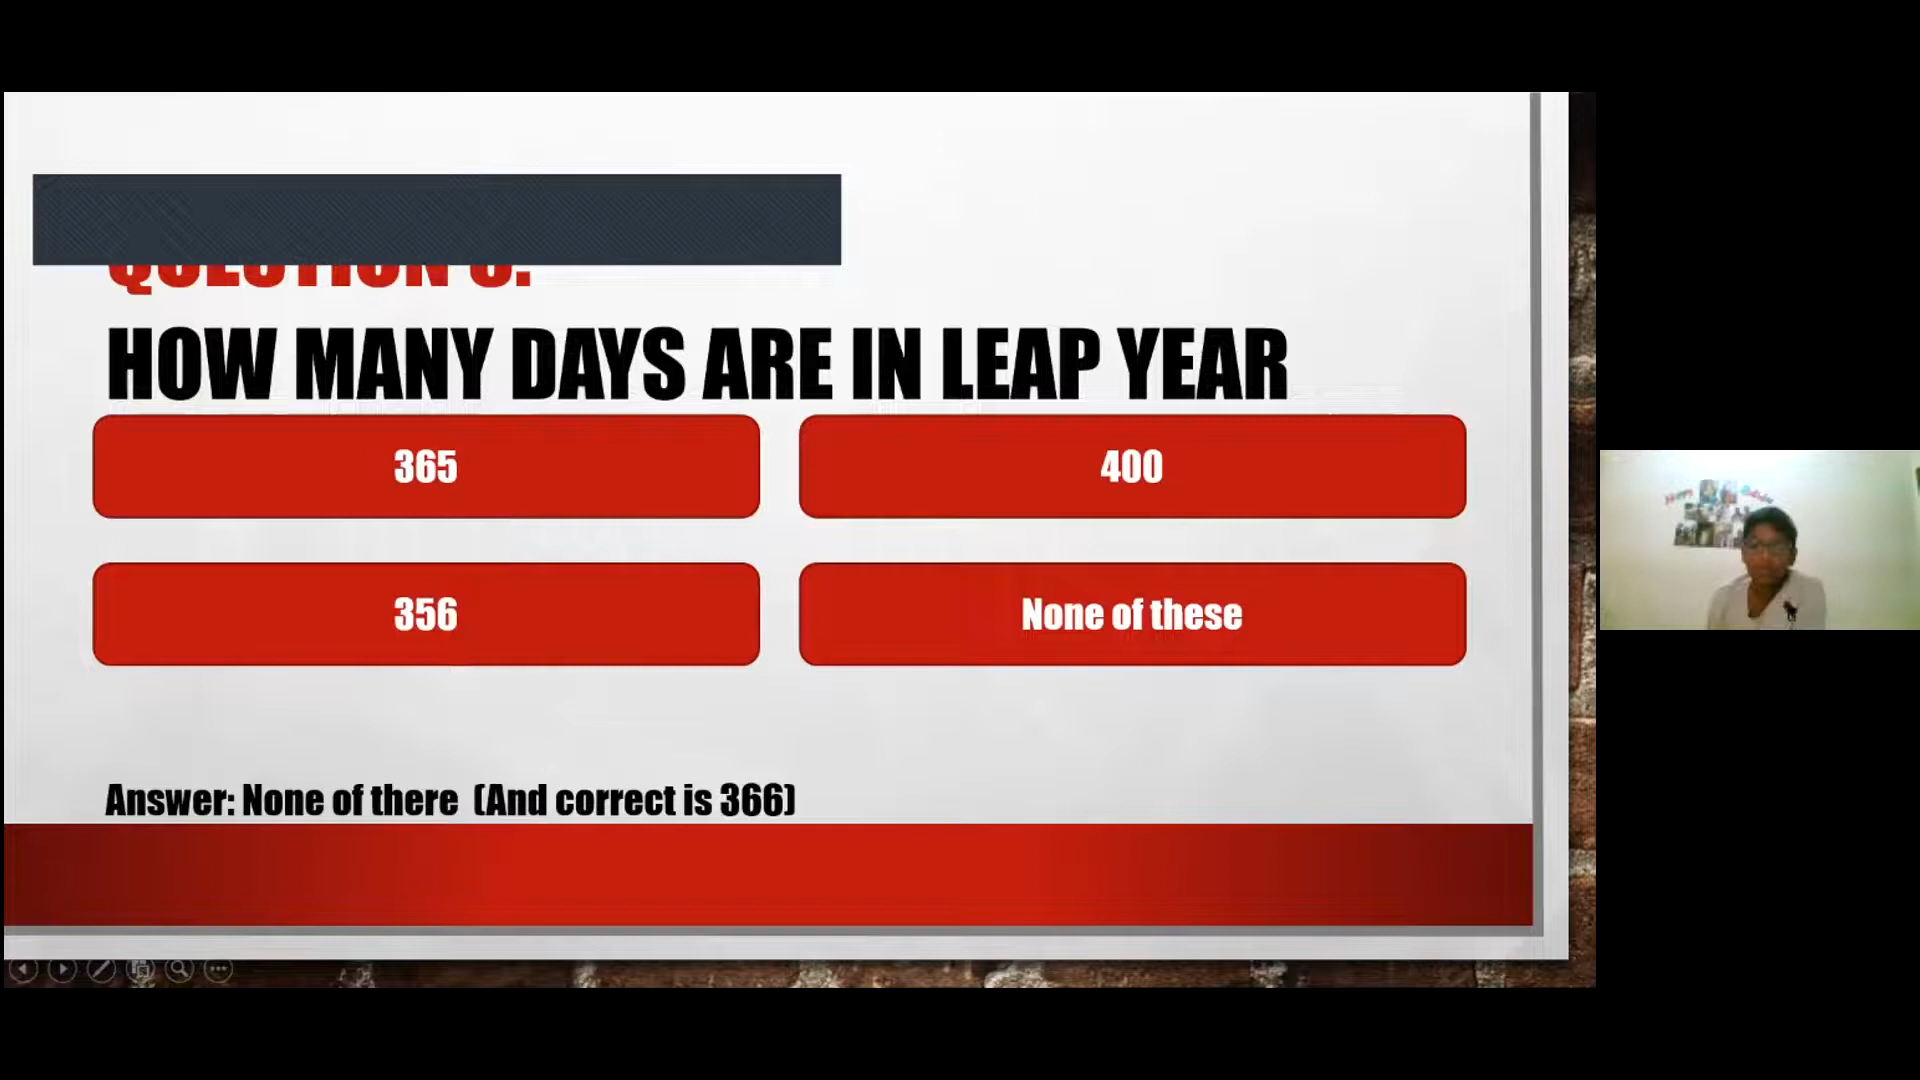 QUESTION
HOW MANY DAYS ARE IN LEAP YEAR
365
400
356
None of these
Answer: None of there (And correct is 366)